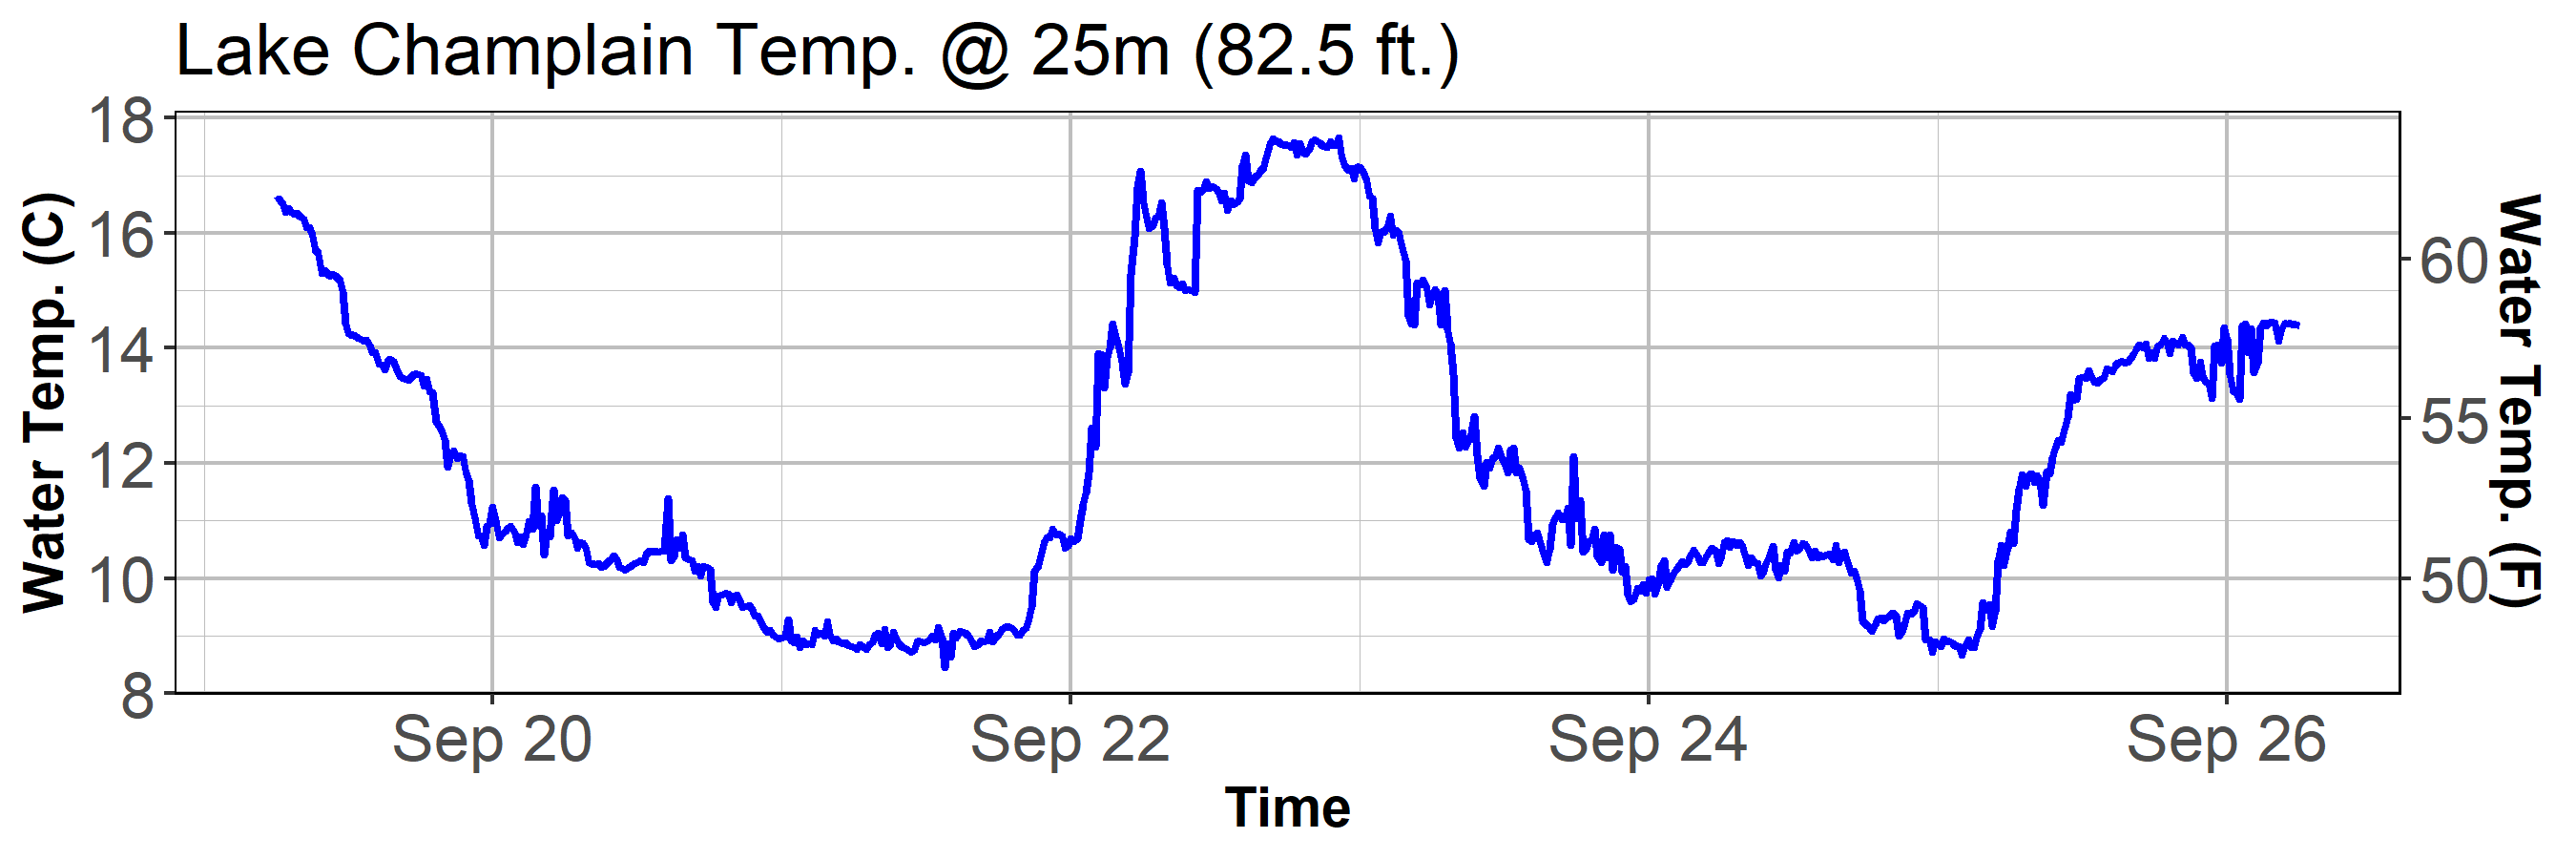 Lake Champlain Temp. @ 25m (82.5 ft.)
Water Temp. (C)
18
16
14
12
10
8
60
55
50
Water Temp. (F)
Sep 20 Sep 22 Sep 24 Sep 26
Time